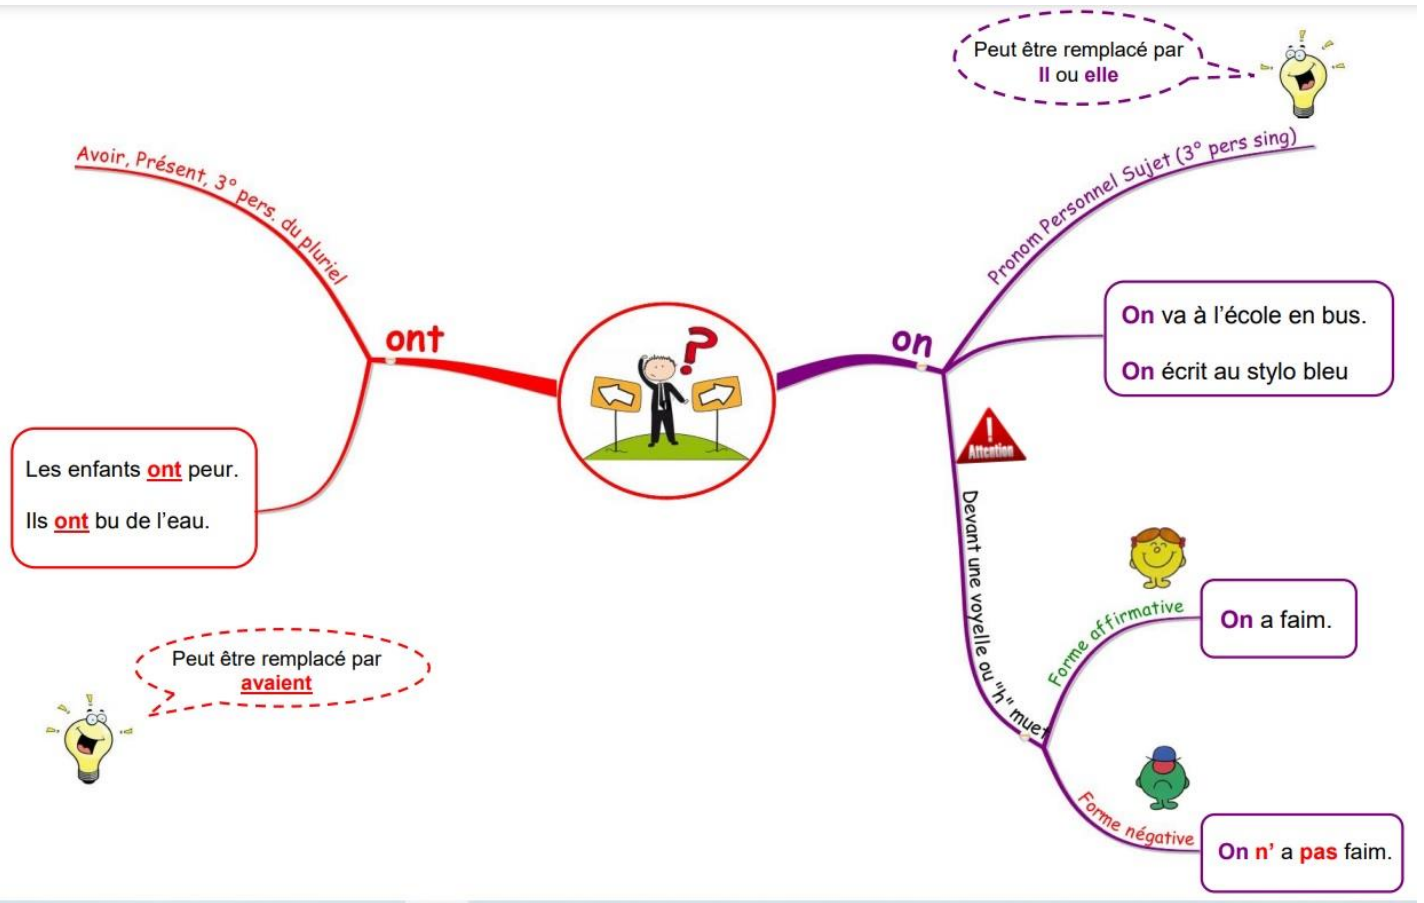 Peut être remplacé par
Il ou elle
Avoir, Présent, 3° pers. du pluriel
Pronom Personnel Sujet (3° pers sing)
ont
on
On va à l'école en bus.
On écrit au stylo bleu
! Attention
Les enfants ont peur.
Ils ont bu de l'eau.
Devant une voyelle ou "h" muet
Forme affirmative
On a faim.
Peut être remplacé par
avaient
Forme négative
On n' a pas faim.